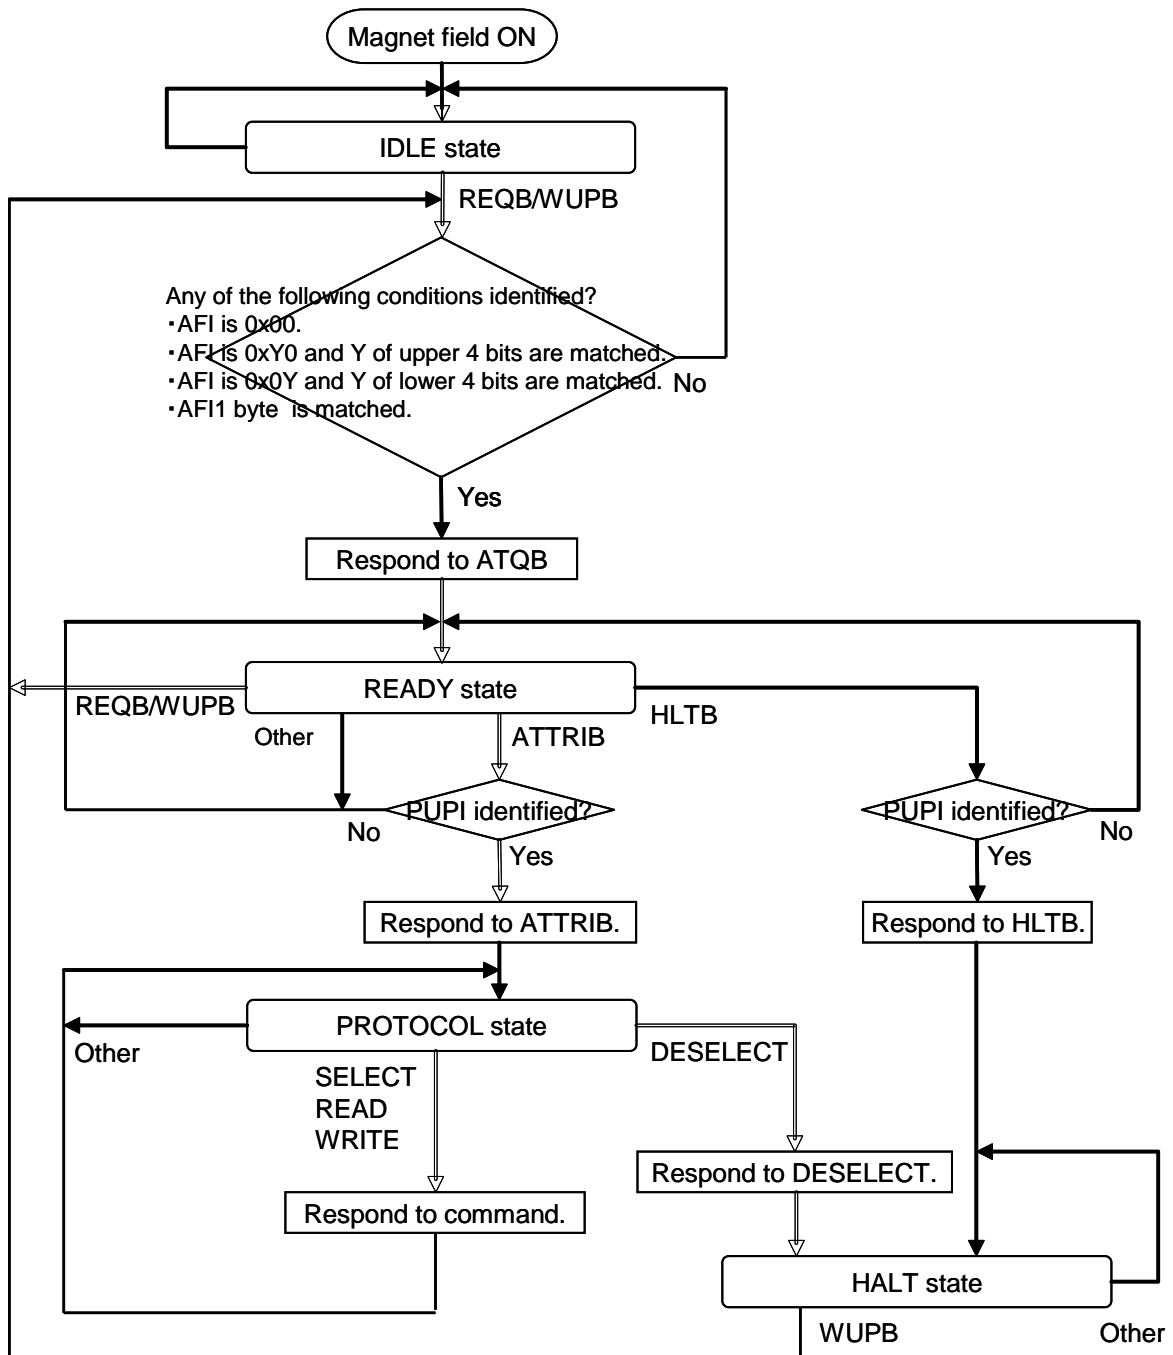 Magnet field ON
IDLE state
REQB/WUPB
Any of the following conditions identified?
・AFI is 0x00.
・AFI is 0xY0 and Y of upper 4 bits are matched.
・AFI is 0x0Y and Y of lower 4 bits are matched.
No
・AFI1 byte  is matched.
Yes
Respond to ATQB
READY state
REQB/WUPB
HLTB
Other
ATTRIB
PUPI identified?
PUPI identified?
No
No
Yes
Yes
Respond to ATTRIB.
Respond to HLTB.
PROTOCOL state
Other
DESELECT
SELECT
READ
WRITE
Respond to DESELECT.
Respond to command.
HALT state
WUPB
Other